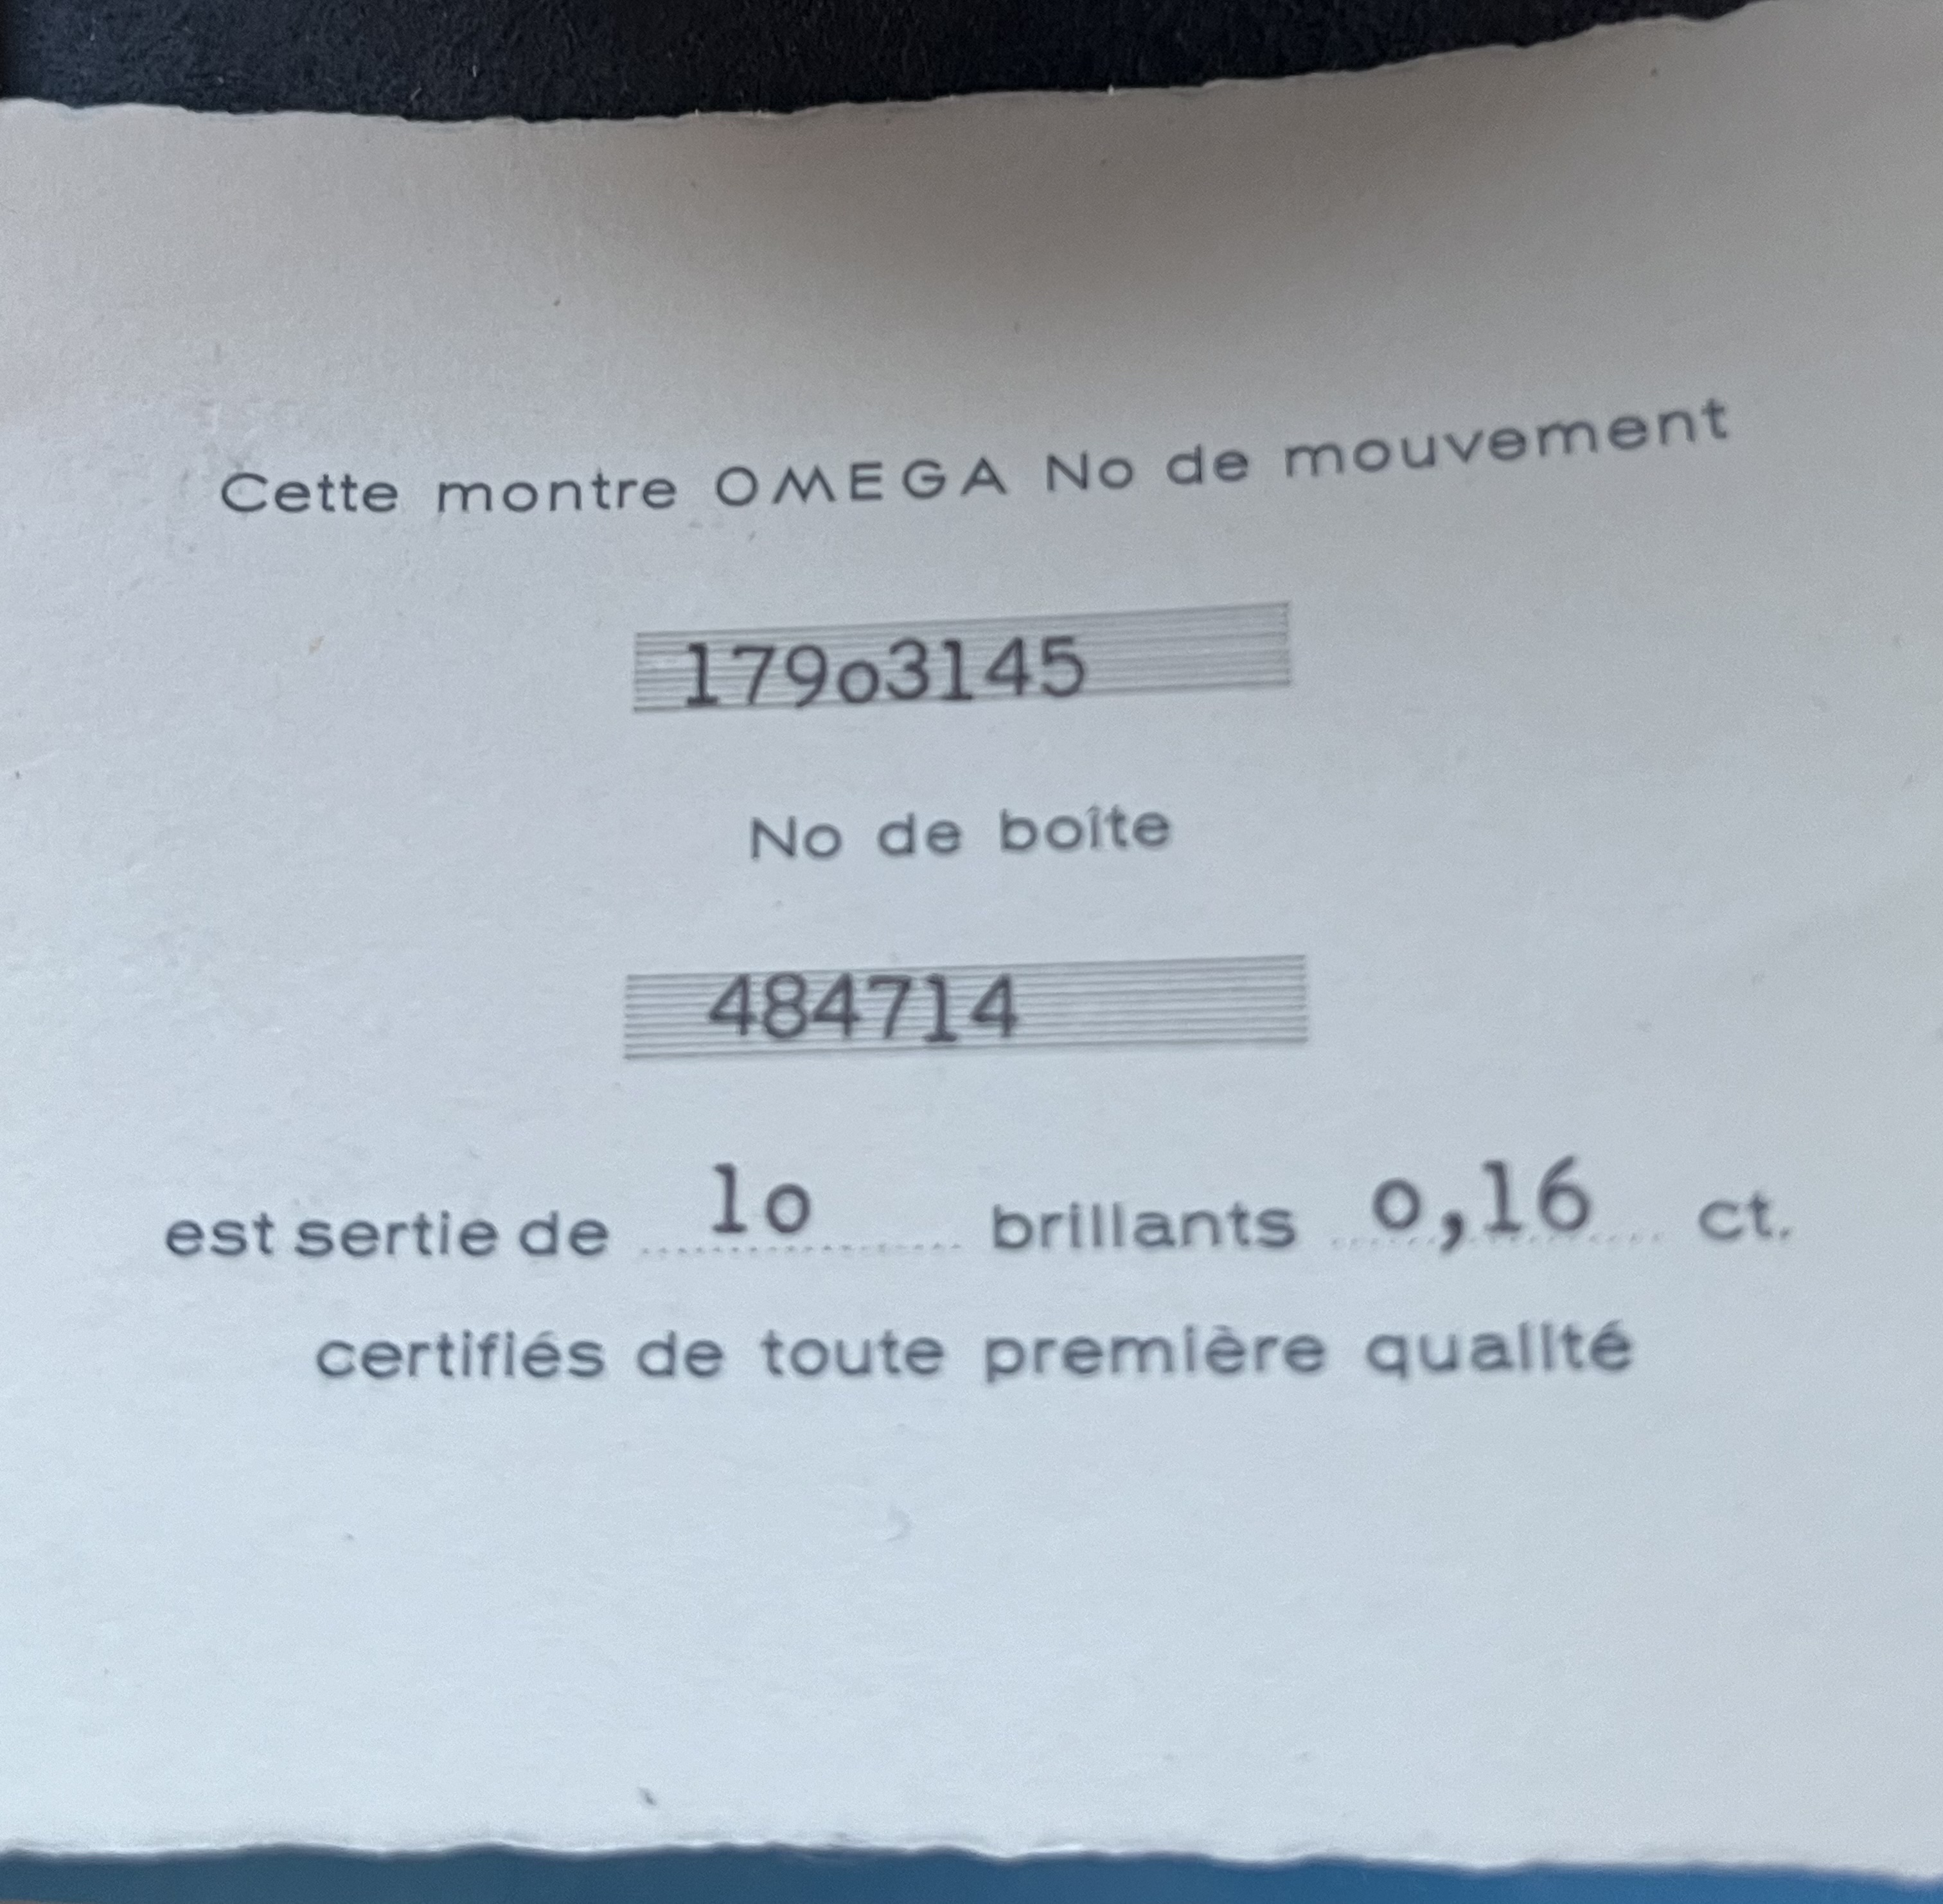 Cette montre OMEGA No de mouvement
179o3145
No de boîte
484714
est sertie de lo brillants o,16 ct.
certifiés de toute première qualité